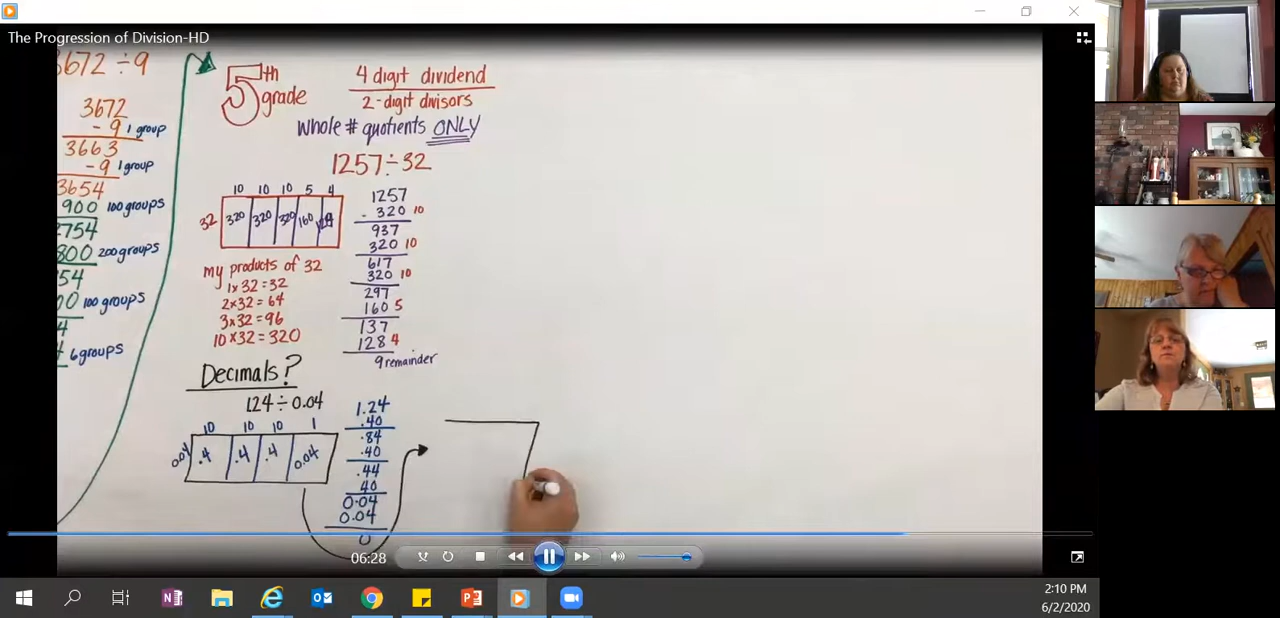 The Progression of Division-HD
3672 ÷ 9
3672
- 9 1 group
3663
- 9 1 group
3654
900 100 groups
2754
800 200 groups
54
00 100 groups
4
6 groups
5th grade
4 digit dividend
2-digit divisors
Whole # quotients ONLY
1257 ÷ 32
10 10 10 5 4
32 320 320 320 160
my products of 32
1 x 32 = 32
2 x 32 = 64
3 x 32 = 96
10 x 32 = 320
1257
- 320 10
937
320 10
617
320 10
297
160 5
137
128 4
9 remainder
Decimals?
1.24 ÷ 0.04
10 10 10 1
0.04 .4 .4 .4 0.04
1.24
.40
.84
.40
.44
40
0.04
0.04
0
06:28
2:10 PM
6/2/2020